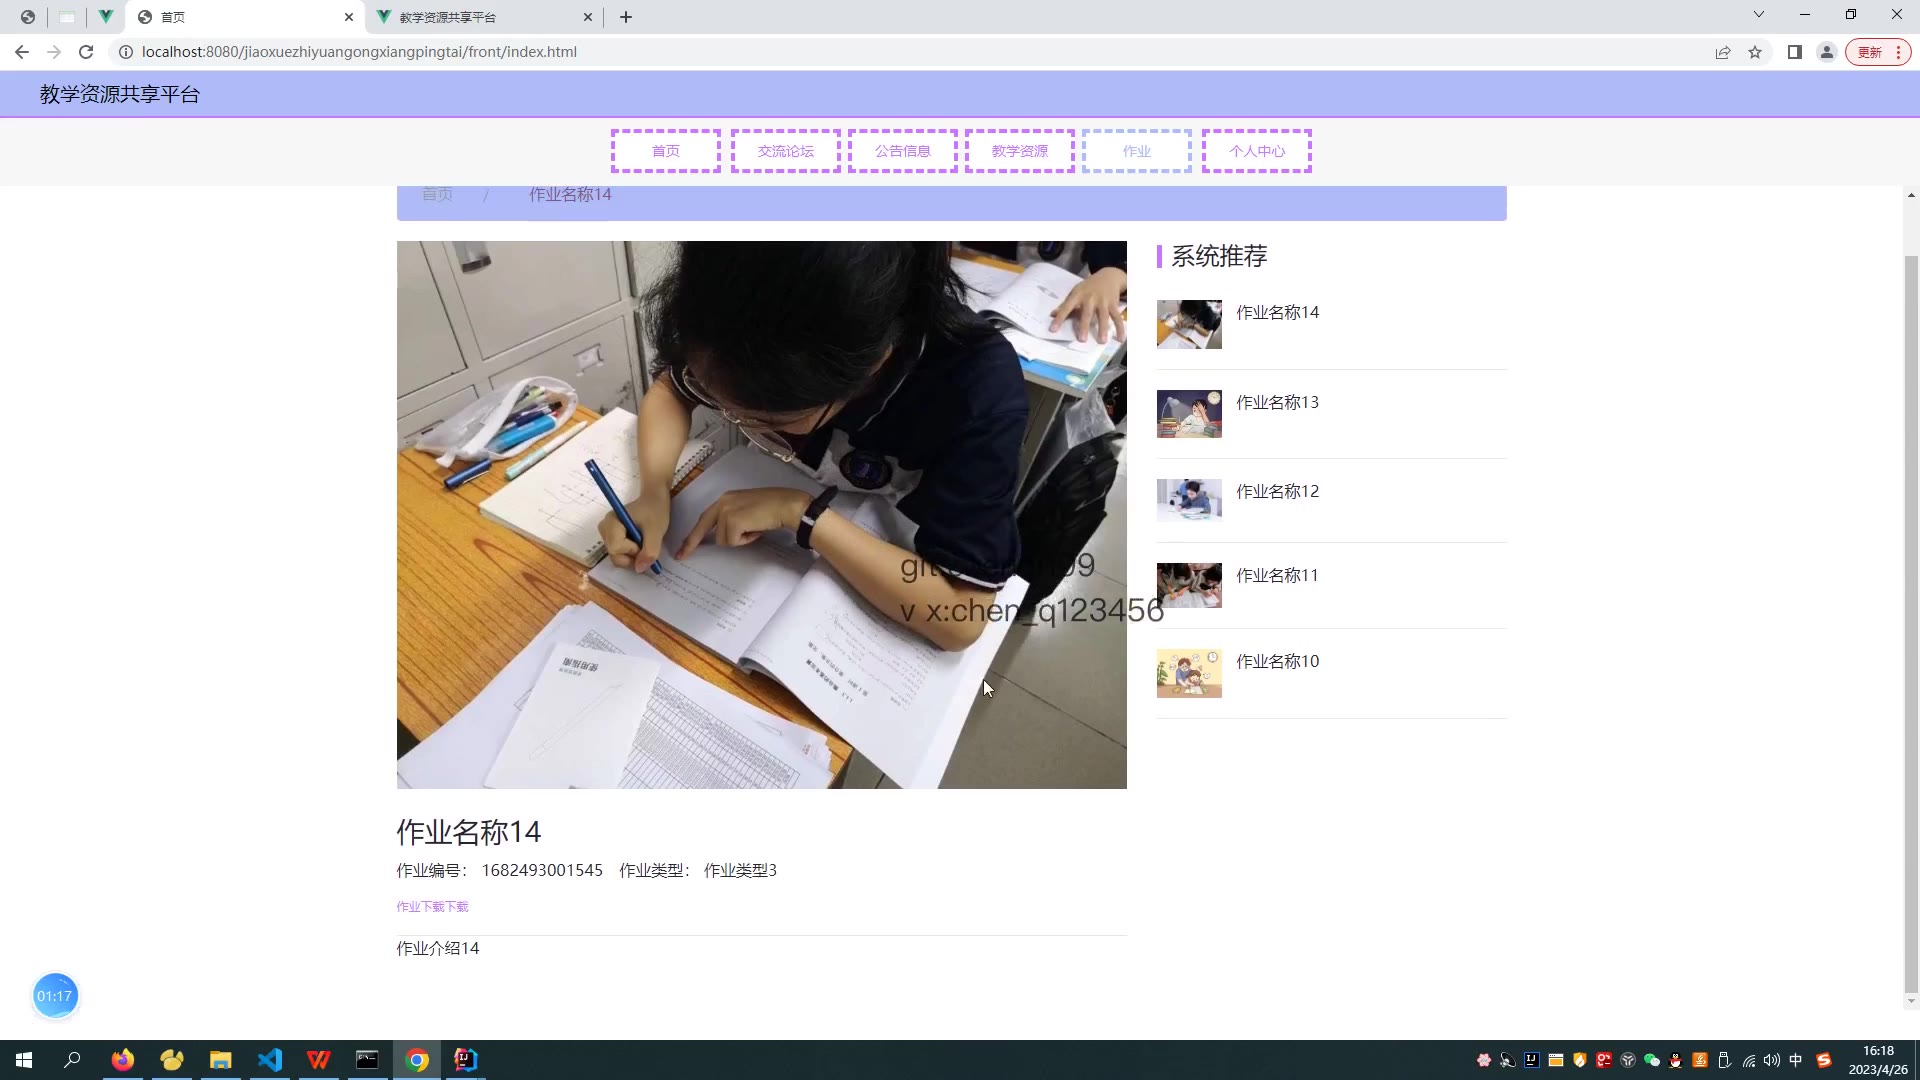 首页
教学资源共享平台
localhost:8080/jiaoxuezhiyuangongxiangpingtai/front/index.html
更新
教学资源共享平台
首页
交流论坛
公告信息
教学资源
作业
个人中心
首页 / 作业名称14
系统推荐
作业名称14
作业名称13
作业名称12
作业名称11
作业名称10
v x:chen_q123456
使用指南
作业名称14
作业编号： 1682493001545 作业类型： 作业类型3
作业下载下载
作业介绍14
01:17
中
16:18
2023/4/26